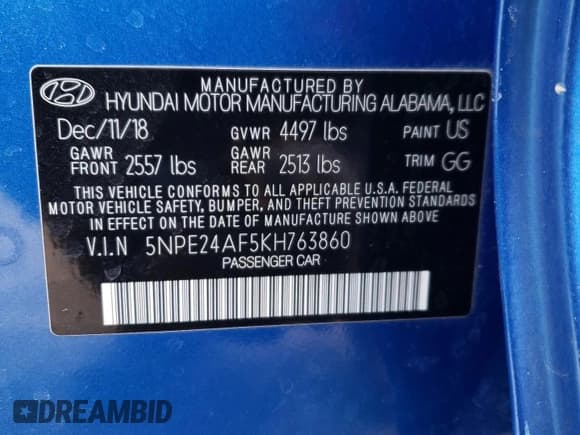 MANUFACTURED BY
HYUNDAI MOTOR MANUFACTURING ALABAMA, LLC
Dec/11/18 GVWR 4497 lbs PAINT US
GAWR FRONT 2557 lbs GAWR REAR 2513 lbs TRIM GG
THIS VEHICLE CONFORMS TO ALL APPLICABLE U.S.A. FEDERAL
MOTOR VEHICLE SAFETY, BUMPER, AND THEFT PREVENTION STANDARDS
IN EFFECT ON THE DATE OF MANUFACTURE SHOWN ABOVE.
V.I.N 5NPE24AF5KH763860
PASSENGER CAR
DREAMBID